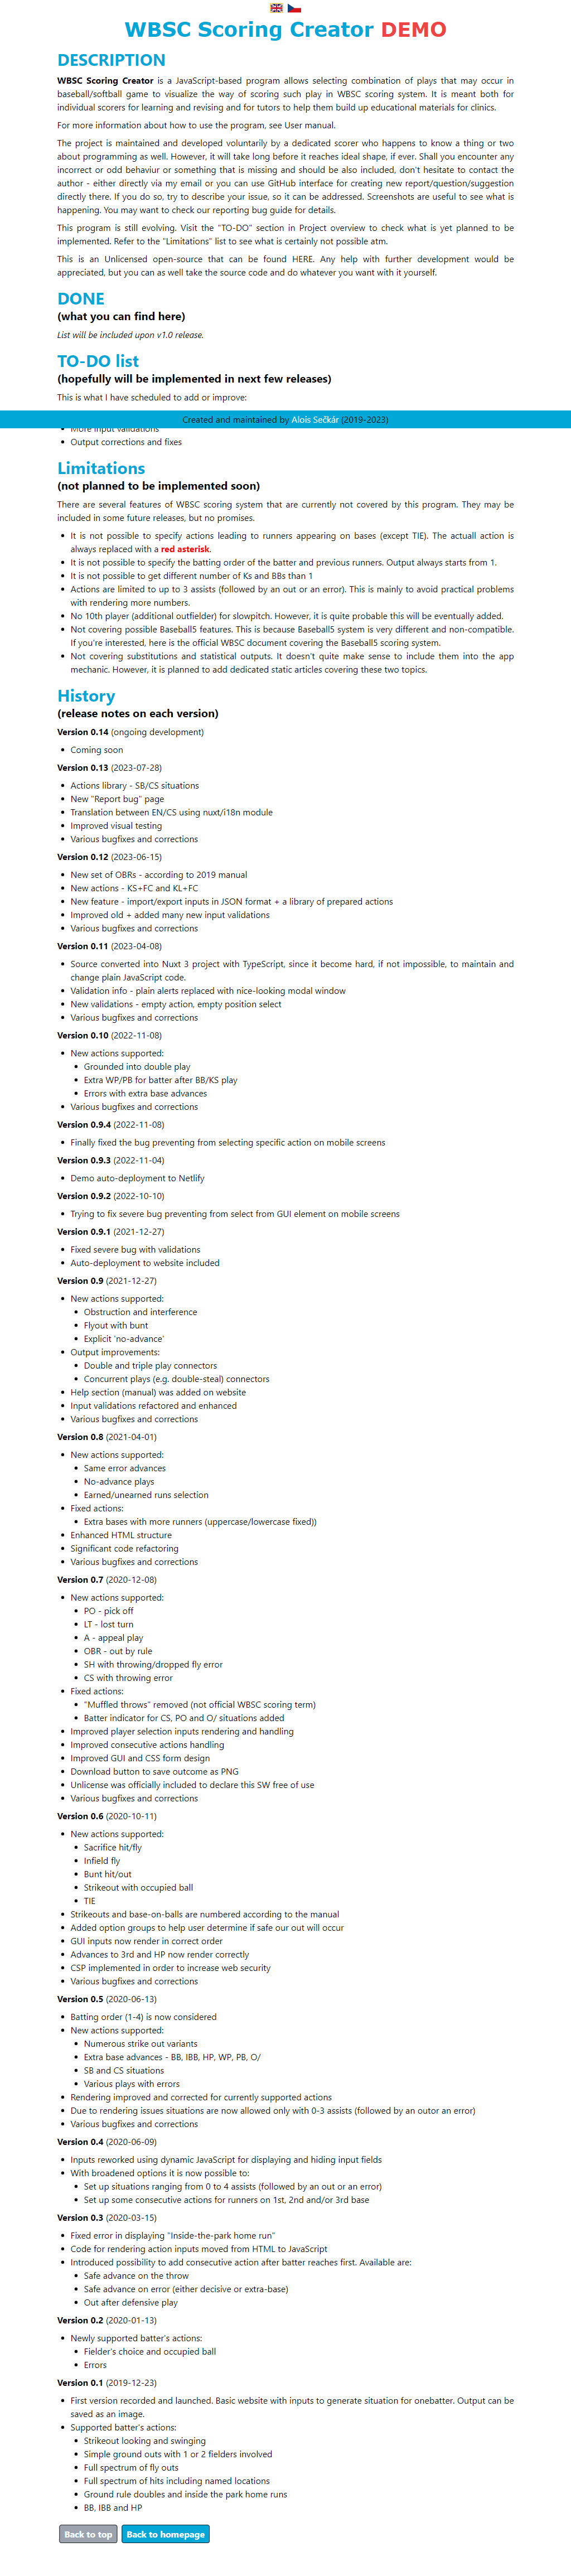 WBSC Scoring Creator DEMO
DESCRIPTION
WBSC Scoring Creator is a JavaScript-based program allows selecting combination of plays that may occur in
baseball/softball game to visualize the way of scoring such play in WBSC scoring system. It is meant both for
individual scorers for learning and revising and for tutors to help them build up educational materials for clinics.
For more information about how to use the program, see User manual.
The project is maintained and developed voluntarily by a dedicated scorer who happens to know a thing or two
about programming as well. However, it will take long before it reaches ideal shape, if ever. Shall you encounter any
incorrect or odd behaviur or something that is missing and should be also included, don't hesitate to contact the
author - either directly via my email or you can use GitHub interface for creating new report/question/suggestion
directly there. If you do so, try to describe your issue, so it can be addressed. Screenshots are useful to see what is
happening. You may want to check our reporting bug guide for details.
This program is still evolving. Visit the "TO-DO" section in Project overview to check what is yet planned to be
implemented. Refer to the "Limitations" list to see what is certainly not possible atm.
This is an Unlicensed open-source that can be found HERE. Any help with further development would be
appreciated, but you can as well take the source code and do whatever you want with it yourself.
DONE
(what you can find here)
List will be included upon v1.0 release.
TO-DO list
(hopefully will be implemented in next few releases)
This is what I have scheduled to add or improve:
Created and maintained by Alois Sečkár (2019-2023)
More input validations
Output corrections and fixes
Limitations
(not planned to be implemented soon)
There are several features of WBSC scoring system that are currently not covered by this program. They may be
included in some future releases, but no promises.
It is not possible to specify actions leading to runners appearing on bases (except TIE). The actuall action is
always replaced with a red asterisk.
It is not possible to specify the batting order of the batter and previous runners. Output always starts from 1.
It is not possible to get different number of Ks and BBs than 1
Actions are limited to up to 3 assists (followed by an out or an error). This is mainly to avoid practical problems
with rendering more numbers.
No 10th player (additional outfielder) for slowpitch. However, it is quite probable this will be eventually added.
Not covering possible Baseball5 features. This is because Baseball5 system is very different and non-compatible.
If you're interested, here is the official WBSC document covering the Baseball5 scoring system.
Not covering substitutions and statistical outputs. It doesn't quite make sense to include them into the app
mechanic. However, it is planned to add dedicated static articles covering these two topics.
History
(release notes on each version)
Version 0.14 (ongoing development)
Coming soon
Version 0.13 (2023-07-28)
Actions library - SB/CS situations
New "Report bug" page
Translation between EN/CS using nuxt/i18n module
Improved visual testing
Various bugfixes and corrections
Version 0.12 (2023-06-15)
New set of OBRs - according to 2019 manual
New actions - KS+FC and KL+FC
New feature - import/export inputs in JSON format + a library of prepared actions
Improved old + added many new input validations
Various bugfixes and corrections
Version 0.11 (2023-04-08)
Source converted into Nuxt 3 project with TypeScript, since it become hard, if not impossible, to maintain and
change plain JavaScript code.
Validation info - plain alerts replaced with nice-looking modal window
New validations - empty action, empty position select
Various bugfixes and corrections
Version 0.10 (2022-11-08)
New actions supported:
Grounded into double play
Extra WP/PB for batter after BB/KS play
Errors with extra base advances
Various bugfixes and corrections
Version 0.9.4 (2022-11-08)
Finally fixed the bug preventing from selecting specific action on mobile screens
Version 0.9.3 (2022-11-04)
Demo auto-deployment to Netlify
Version 0.9.2 (2022-10-10)
Trying to fix severe bug preventing from select from GUI element on mobile screens
Version 0.9.1 (2021-12-27)
Fixed severe bug with validations
Auto-deployment to website included
Version 0.9 (2021-12-27)
New actions supported:
Obstruction and interference
Flyout with bunt
Explicit 'no-advance'
Output improvements:
Double and triple play connectors
Concurrent plays (e.g. double-steal) connectors
Help section (manual) was added on website
Input validations refactored and enhanced
Various bugfixes and corrections
Version 0.8 (2021-04-01)
New actions supported:
Same error advances
No-advance plays
Earned/unearned runs selection
Fixed actions:
Extra bases with more runners (uppercase/lowercase fixed))
Enhanced HTML structure
Significant code refactoring
Various bugfixes and corrections
Version 0.7 (2020-12-08)
New actions supported:
PO - pick off
LT - lost turn
A - appeal play
OBR - out by rule
SH with throwing/dropped fly error
CS with throwing error
Fixed actions:
"Muffled throws" removed (not official WBSC scoring term)
Batter indicator for CS, PO and O/ situations added
Improved player selection inputs rendering and handling
Improved consecutive actions handling
Improved GUI and CSS form design
Download button to save outcome as PNG
Unlicense was officially included to declare this SW free of use
Various bugfixes and corrections
Version 0.6 (2020-10-11)
New actions supported:
Sacrifice hit/fly
Infield fly
Bunt hit/out
Strikeout with occupied ball
TIE
Strikeouts and base-on-balls are numbered according to the manual
Added option groups to help user determine if safe our out will occur
GUI inputs now render in correct order
Advances to 3rd and HP now render correctly
CSP implemented in order to increase web security
Various bugfixes and corrections
Version 0.5 (2020-06-13)
Batting order (1-4) is now considered
New actions supported:
Numerous strike out variants
Extra base advances - BB, IBB, HP, WP, PB, O/
SB and CS situations
Various plays with errors
Rendering improved and corrected for currently supported actions
Due to rendering issues situations are now allowed only with 0-3 assists (followed by an outor an error)
Various bugfixes and corrections
Version 0.4 (2020-06-09)
Inputs reworked using dynamic JavaScript for displaying and hiding input fields
With broadened options it is now possible to:
Set up situations ranging from 0 to 4 assists (followed by an out or an error)
Set up some consecutive actions for runners on 1st, 2nd and/or 3rd base
Version 0.3 (2020-03-15)
Fixed error in displaying "Inside-the-park home run"
Code for rendering action inputs moved from HTML to JavaScript
Introduced possibility to add consecutive action after batter reaches first. Available are:
Safe advance on the throw
Safe advance on error (either decisive or extra-base)
Out after defensive play
Version 0.2 (2020-01-13)
Newly supported batter's actions:
Fielder's choice and occupied ball
Errors
Version 0.1 (2019-12-23)
First version recorded and launched. Basic website with inputs to generate situation for onebatter. Output can be
saved as an image.
Supported batter's actions:
Strikeout looking and swinging
Simple ground outs with 1 or 2 fielders involved
Full spectrum of fly outs
Full spectrum of hits including named locations
Ground rule doubles and inside the park home runs
BB, IBB and HP
Back to top
Back to homepage